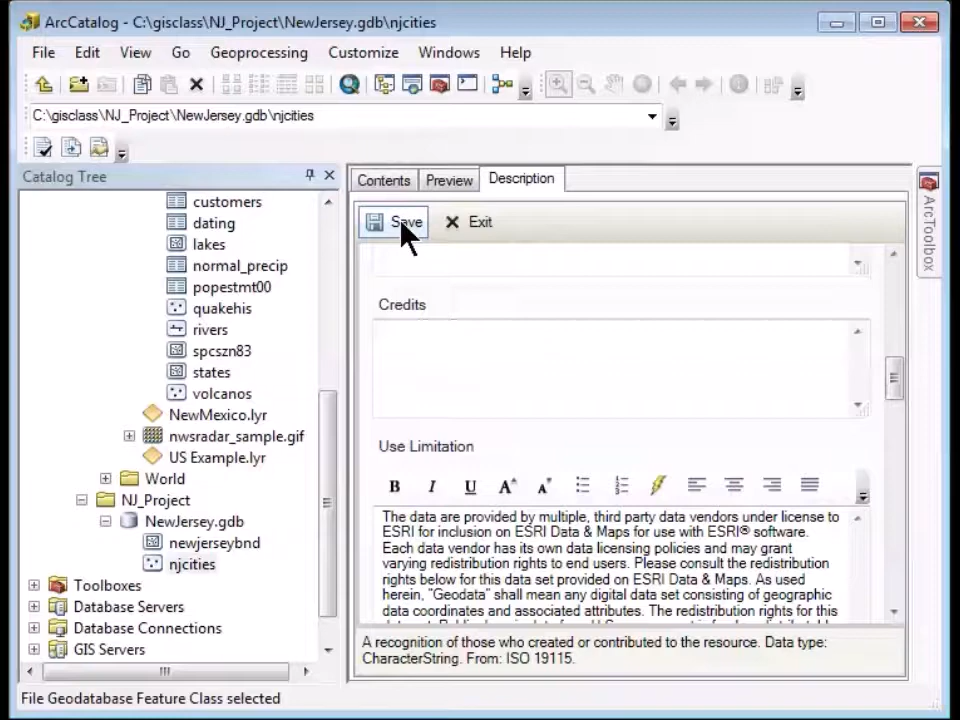 ArcCatalog - C:\gisclass\NJ_Project\NewJersey.gdb\njcities
File Edit View Go Geoprocessing Customize Windows Help
C:\gisclass\NJ_Project\NewJersey.gdb\njcities
Catalog Tree
customers
dating
lakes
normal_precip
popestmt00
quakehis
rivers
spcszn83
states
volcanos
NewMexico.lyr
nwsradar_sample.gif
US Example.lyr
World
NJ_Project
NewJersey.gdb
newjerseybnd
njcities
Toolboxes
Database Servers
Database Connections
GIS Servers
Contents Preview Description
Save Exit
Credits
Use Limitation
B I U A A
The data are provided by multiple, third party data vendors under license to
ESRI for inclusion on ESRI Data & Maps for use with ESRI® software.
Each data vendor has its own data licensing policies and may grant
varying redistribution rights to end users. Please consult the redistribution
rights below for this data set provided on ESRI Data & Maps. As used
herein, “Geodata” shall mean any digital data set consisting of geographic
data coordinates and associated attributes. The redistribution rights for this
A recognition of those who created or contributed to the resource. Data type:
CharacterString. From: ISO 19115.
ArcToolbox
File Geodatabase Feature Class selected